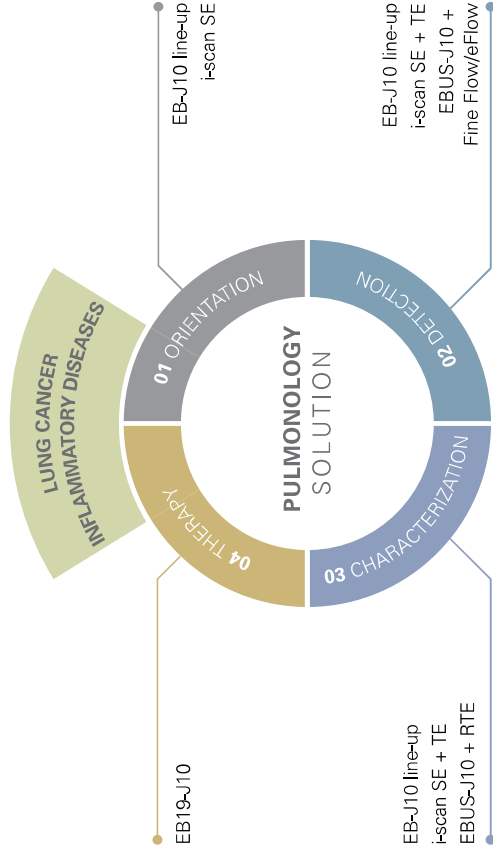 LUNG CANCER
INFLAMMATORY DISEASES
PULMONOLOGY
SOLUTION
01 ORIENTATION
EB-J10 line-up
i-scan SE
02 DETECTION
EB-J10 line-up
i-scan SE + TE
EBUS-J10 +
Fine Flow/eFlow
03 CHARACTERIZATION
EB-J10 line-up
i-scan SE + TE
EBUS-J10 + RTE
04 THERAPY
EB19-J10